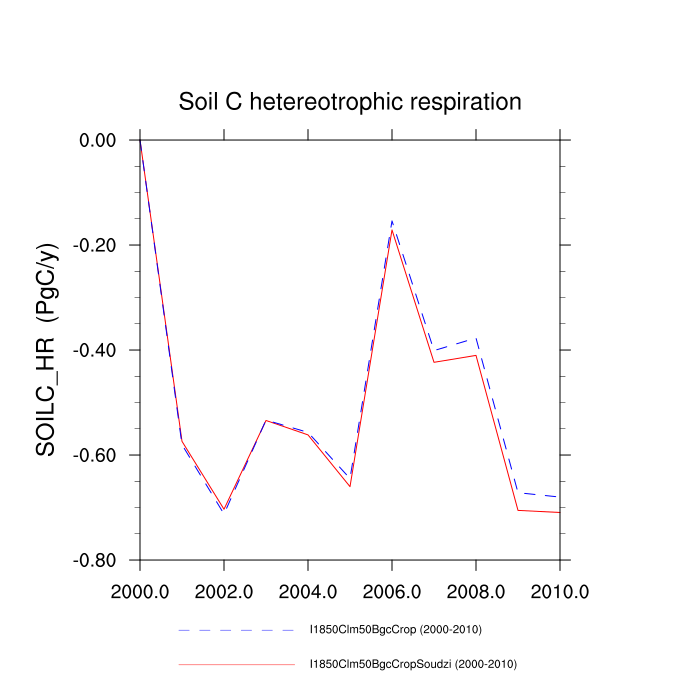 Soil C hetereotrophic respiration
SOILC_HR (PgC/y)
0.00
-0.20
-0.40
-0.60
-0.80
2000.0 2002.0 2004.0 2006.0 2008.0 2010.0
I1850Clm50BgcCrop (2000-2010)
I1850Clm50BgcCropSoudzi (2000-2010)